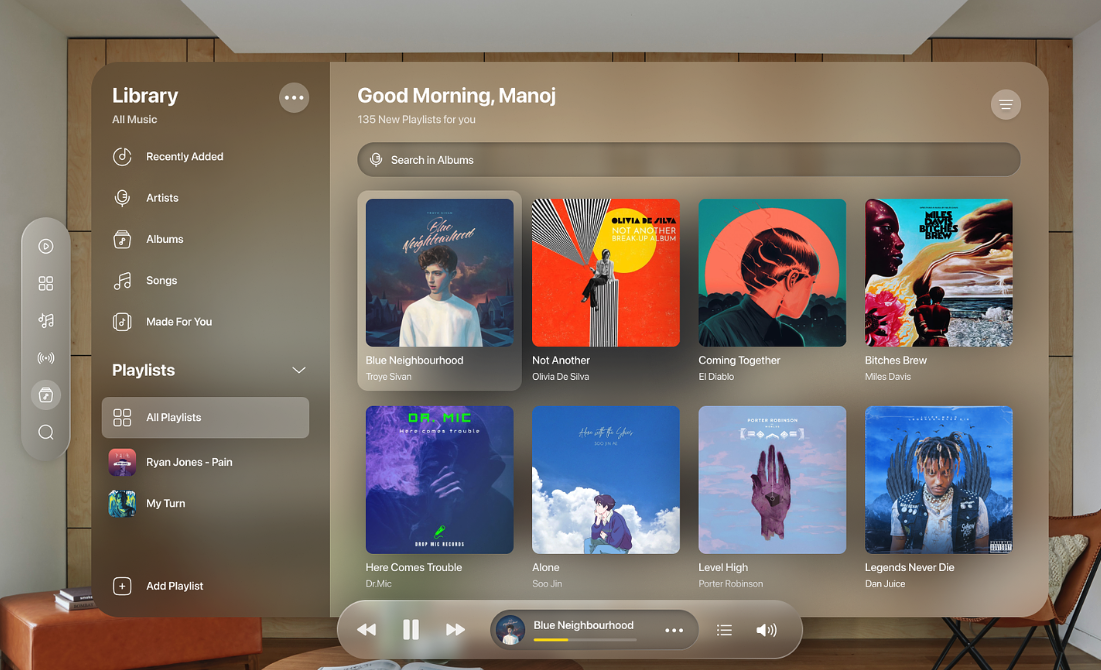 Library
All Music
Recently Added
Artists
Albums
Songs
Made For You
Playlists
All Playlists
Ryan Jones - Pain
My Turn
Add Playlist
Good Morning, Manoj
135 New Playlists for you
Search in Albums
Blue
Neighbourhood
Blue Neighbourhood
Troye Sivan
OLIVIA DE SILVA
NOT ANOTHER
BREAK-UP ALBUM
Not Another
Olivia De Silva
Coming Together
El Diablo
MILES
DAVIS
BITCHES
BREW
Bitches Brew
Miles Davis
DR. MIC
Here comes trouble
DROP MIC RECORDS
Here Comes Trouble
Dr.Mic
Alone
Soo Jin
PORTER ROBINSON
Level High
Porter Robinson
Legends Never Die
Dan Juice
Blue Neighbourhood